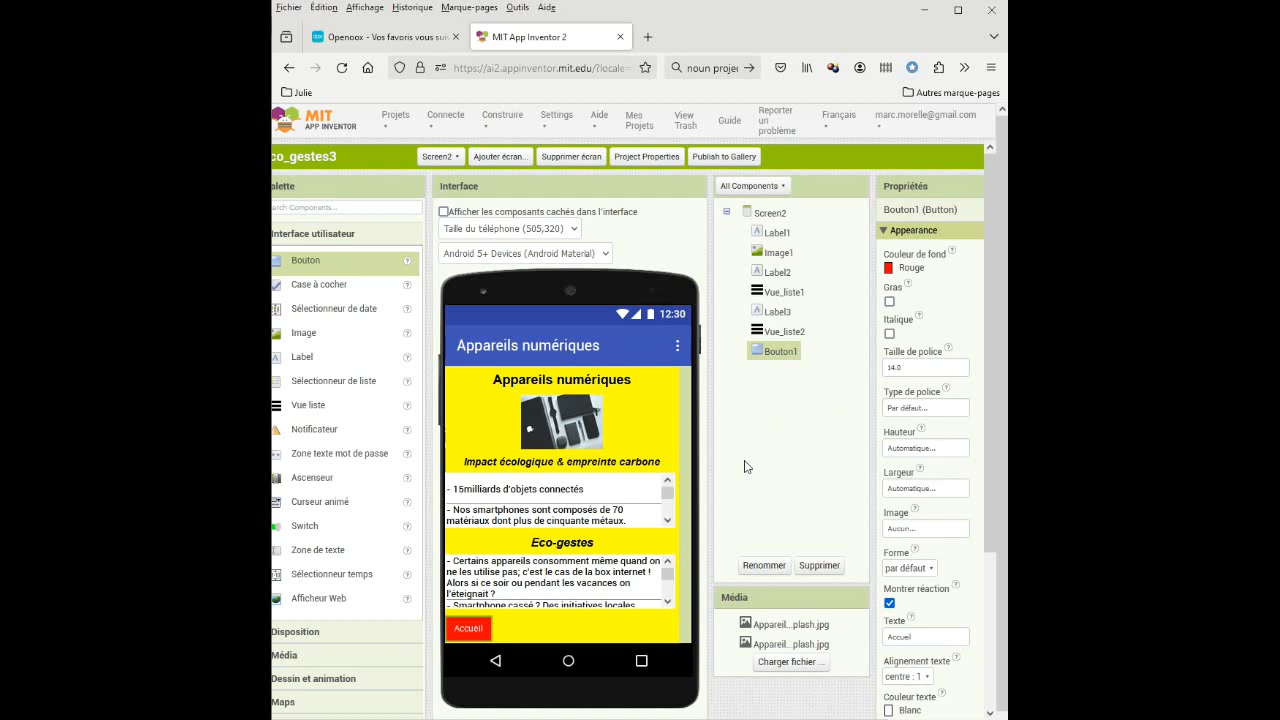 Fichier Edition Affichage Historique Marque-pages Outils Aide
Openoox - Vos favoris vous sui
MIT App Inventor 2
https://ai2.appinventor.mit.edu/?locale=
noun projec
Julie
Autres marque-pages
MIT
APP INVENTOR
Projets
Connecte
Construire
Settings
Aide
Mes
Projets
View
Trash
Guide
Reporter
un
problème
Français
marc.morelle@gmail.com
co_gestes3
Screen2
Ajouter écran...
Supprimer écran
Project Properties
Publish to Gallery
alette
earch Components...
Interface utilisateur
Bouton
Case à cocher
Sélectionneur de date
Image
Label
Sélectionneur de liste
Vue liste
Notificateur
Zone texte mot de passe
Ascenseur
Curseur animé
Switch
Zone de texte
Sélectionneur temps
Afficheur Web
Disposition
Média
Dessin et animation
Maps
Interface
Afficher les composants cachés dans l'interface
Taille du téléphone (505,320)
Android 5+ Devices (Android Material)
12:30
Appareils numériques
Appareils numériques
Impact écologique & empreinte carbone
- 15milliards d'objets connectés
- Nos smartphones sont composés de 70
matériaux dont plus de cinquante métaux.
Eco-gestes
- Certains appareils consomment même quand on
ne les utilise pas; c'est le cas de la box internet !
Alors si ce soir ou pendant les vacances on
l'éteignait ?
- Smartphone cassé ? Des initiatives locales
Accueil
All Components
Screen2
Label1
Image1
Label2
Vue_liste1
Label3
Vue_liste2
Bouton1
Renommer
Supprimer
Média
Appareil...plash.jpg
Appareil...plash.jpg
Charger fichier ...
Propriétés
Bouton1 (Button)
Appearance
Couleur de fond
Rouge
Gras
Italique
Taille de police
14.0
Type de police
Par défaut...
Hauteur
Automatique...
Largeur
Automatique...
Image
Aucun...
Forme
par défaut
Montrer réaction
Texte
Accueil
Alignement texte
centre : 1
Couleur texte
Blanc